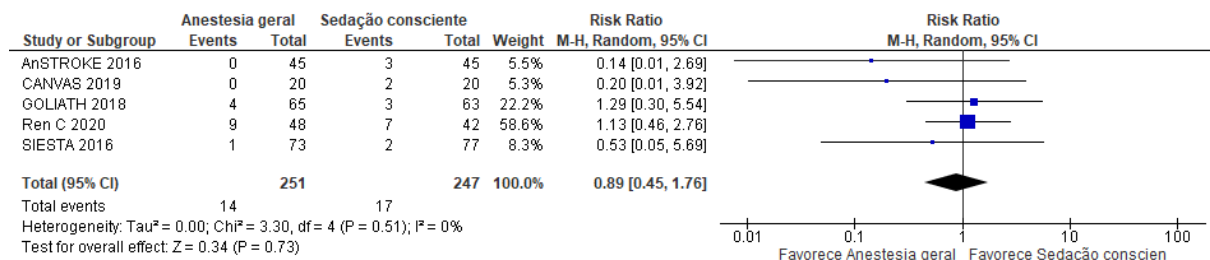 Anestesia geral Sedação consciente Risk Ratio Risk Ratio
Study or Subgroup Events Total Events Total Weight M-H, Random, 95% CI M-H, Random, 95% CI
AnSTROKE 2016 0 45 3 45 5.5% 0.14 [0.01, 2.69]
CANVAS 2019 0 20 2 20 5.3% 0.20 [0.01, 3.92]
GOLIATH 2018 4 65 3 63 22.2% 1.29 [0.30, 5.54]
Ren C 2020 9 48 7 42 58.6% 1.13 [0.46, 2.76]
SIESTA 2016 1 73 2 77 8.3% 0.53 [0.05, 5.69]
Total (95% CI) 251 247 100.0% 0.89 [0.45, 1.76]
Total events 14 17
Heterogeneity: Tau² = 0.00; Chi² = 3.30, df = 4 (P = 0.51); I² = 0%
Test for overall effect: Z = 0.34 (P = 0.73)
0.01 0.1 1 10 100
Favorece Anestesia geral Favorece Sedação conscien